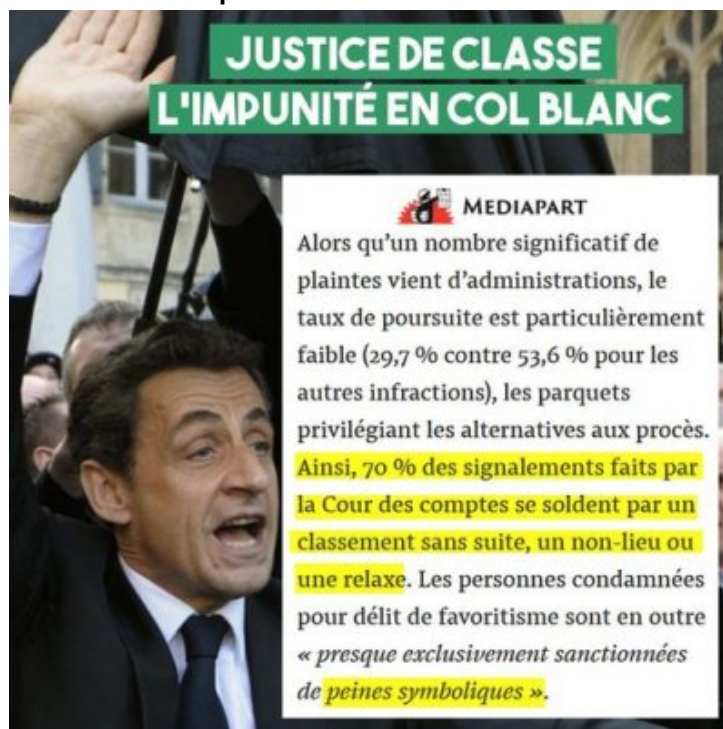 JUSTICE DE CLASSE
L'IMPUNITÉ EN COL BLANC
MEDIAPART
Alors qu'un nombre significatif de
plaintes vient d'administrations, le
taux de poursuite est particulièrement
faible (29,7 % contre 53,6 % pour les
autres infractions), les parquets
privilégiant les alternatives aux procès.
Ainsi, 70 % des signalements faits par
la Cour des comptes se soldent par un
classement sans suite, un non-lieu ou
une relaxe. Les personnes condamnées
pour délit de favoritisme sont en outre
« presque exclusivement sanctionnées
de peines symboliques ».